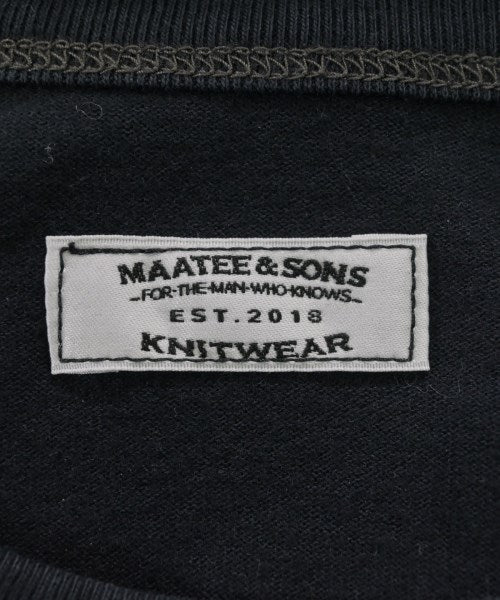 MAATEE & SONS
-FOR-THE-MAN-WHO-KNOWS-
EST.2018
KNITWEAR